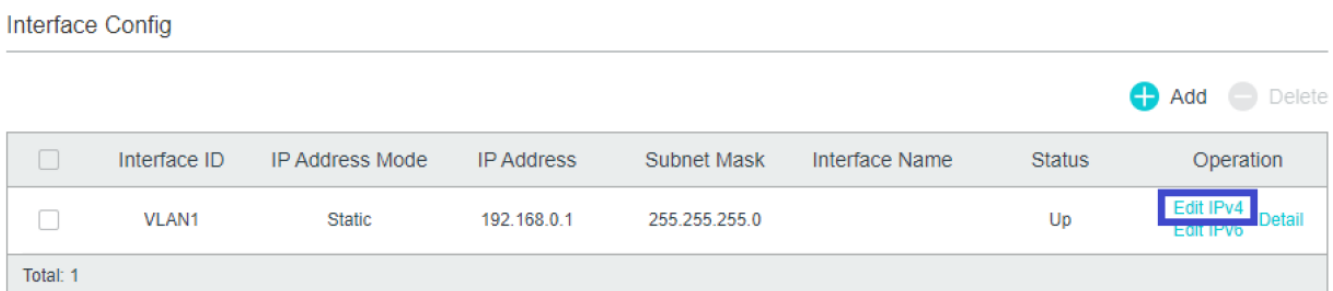 Interface Config
Add Delete
Interface ID IP Address Mode IP Address Subnet Mask Interface Name Status Operation
VLAN1 Static 192.168.0.1 255.255.255.0 Up Edit IPv4 Detail
Edit IPv6
Total: 1